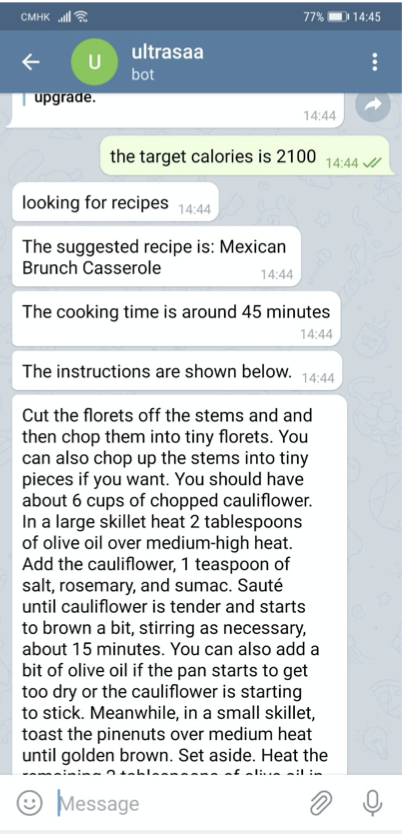 CMHK 77% 14:45
U ultrasaa
bot
upgrade.
14:44
the target calories is 2100 14:44
looking for recipes 14:44
The suggested recipe is: Mexican
Brunch Casserole 14:44
The cooking time is around 45 minutes
14:44
The instructions are shown below. 14:44
Cut the florets off the stems and and
then chop them into tiny florets. You
can also chop up the stems into tiny
pieces if you want. You should have
about 6 cups of chopped cauliflower.
In a large skillet heat 2 tablespoons
of olive oil over medium-high heat.
Add the cauliflower, 1 teaspoon of
salt, rosemary, and sumac. Sauté
until cauliflower is tender and starts
to brown a bit, stirring as necessary,
about 15 minutes. You can also add a
bit of olive oil if the pan starts to get
too dry or the cauliflower is starting
to stick. Meanwhile, in a small skillet,
toast the pinenuts over medium heat
until golden brown. Set aside. Heat the
remaining 2 tablespoons of olive oil in
Message